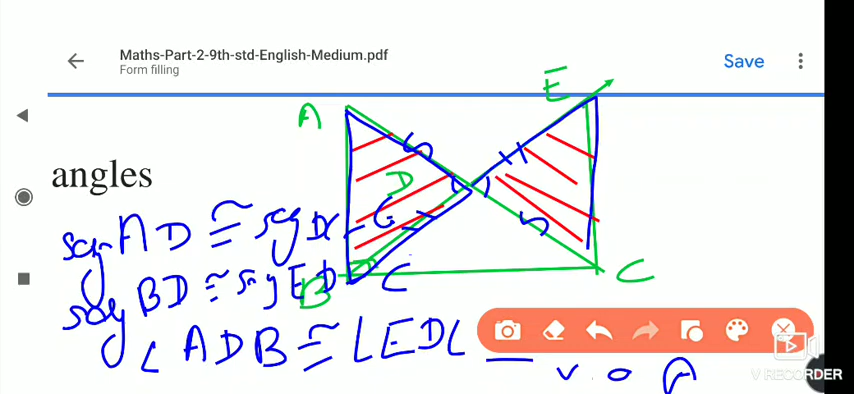 Maths-Part-2-9th-std-English-Medium.pdf
Form filling
Save
E
A
angles
D
seg AD ≅ seg DC
B
C
seg BD ≅ seg ED
∠ADB ≅ ∠EDC
V.O.A
V RECORDER